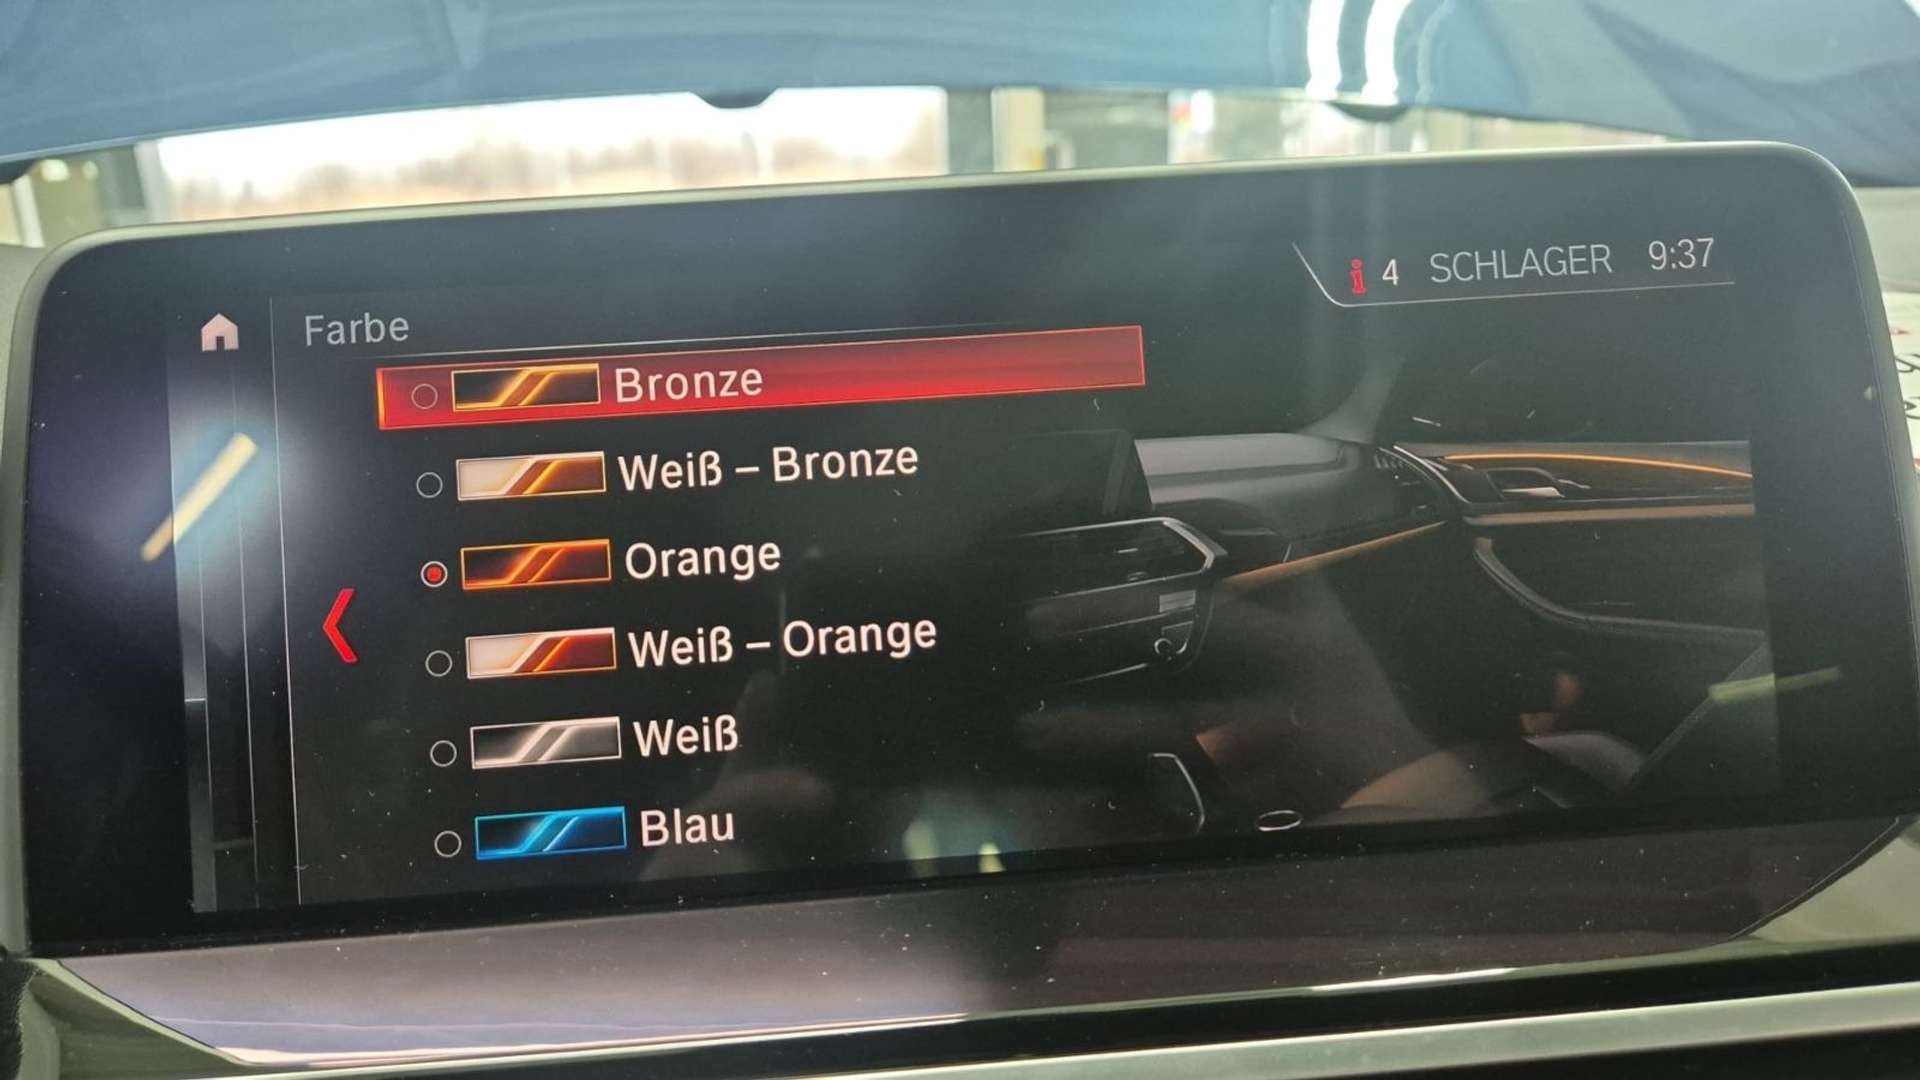 4 SCHLAGER 9:37
Farbe
Bronze
Weiß – Bronze
Orange
Weiß – Orange
Weiß
Blau